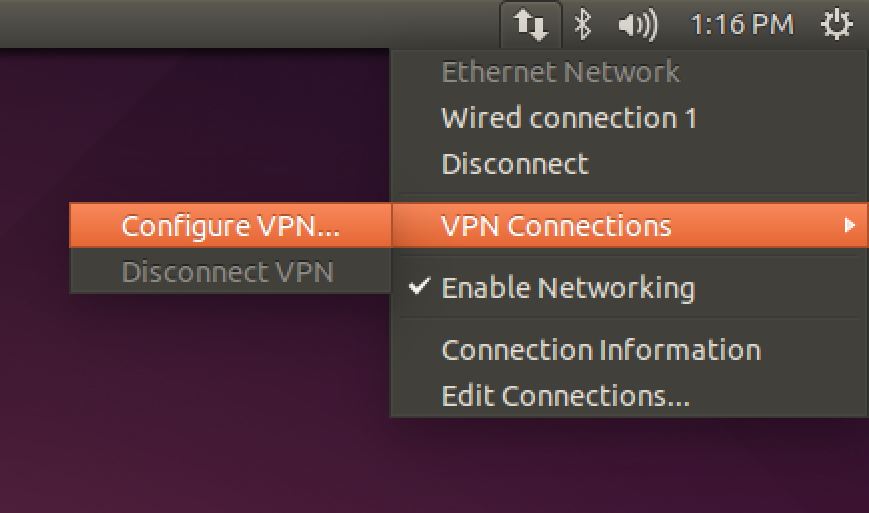 1:16 PM
Ethernet Network
Wired connection 1
Disconnect
VPN Connections
Configure VPN...
Disconnect VPN
Enable Networking
Connection Information
Edit Connections...